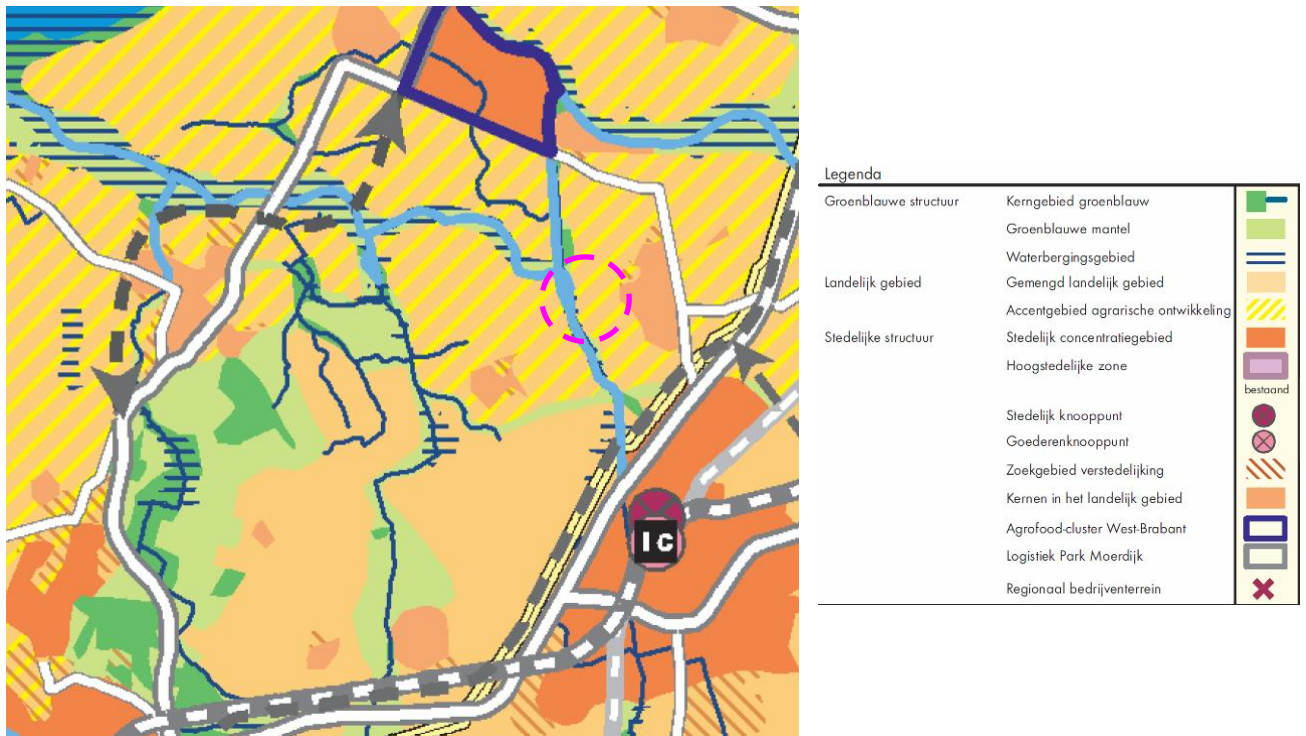 IC
Legenda
Groenblauwe structuur Kerngebied groenblauw
Groenblauwe mantel
Waterbergingsgebied
Landelijk gebied Gemengd landelijk gebied
Accentgebied agrarische ontwikkeling
Stedelijke structuur Stedelijk concentratiegebied
Hoogstedelijke zone
bestaand
Stedelijk knooppunt
Goederenknooppunt
Zoekgebied verstedelijking
Kernen in het landelijk gebied
Agrofood-cluster West-Brabant
Logistiek Park Moerdijk
Regionaal bedrijventerrein